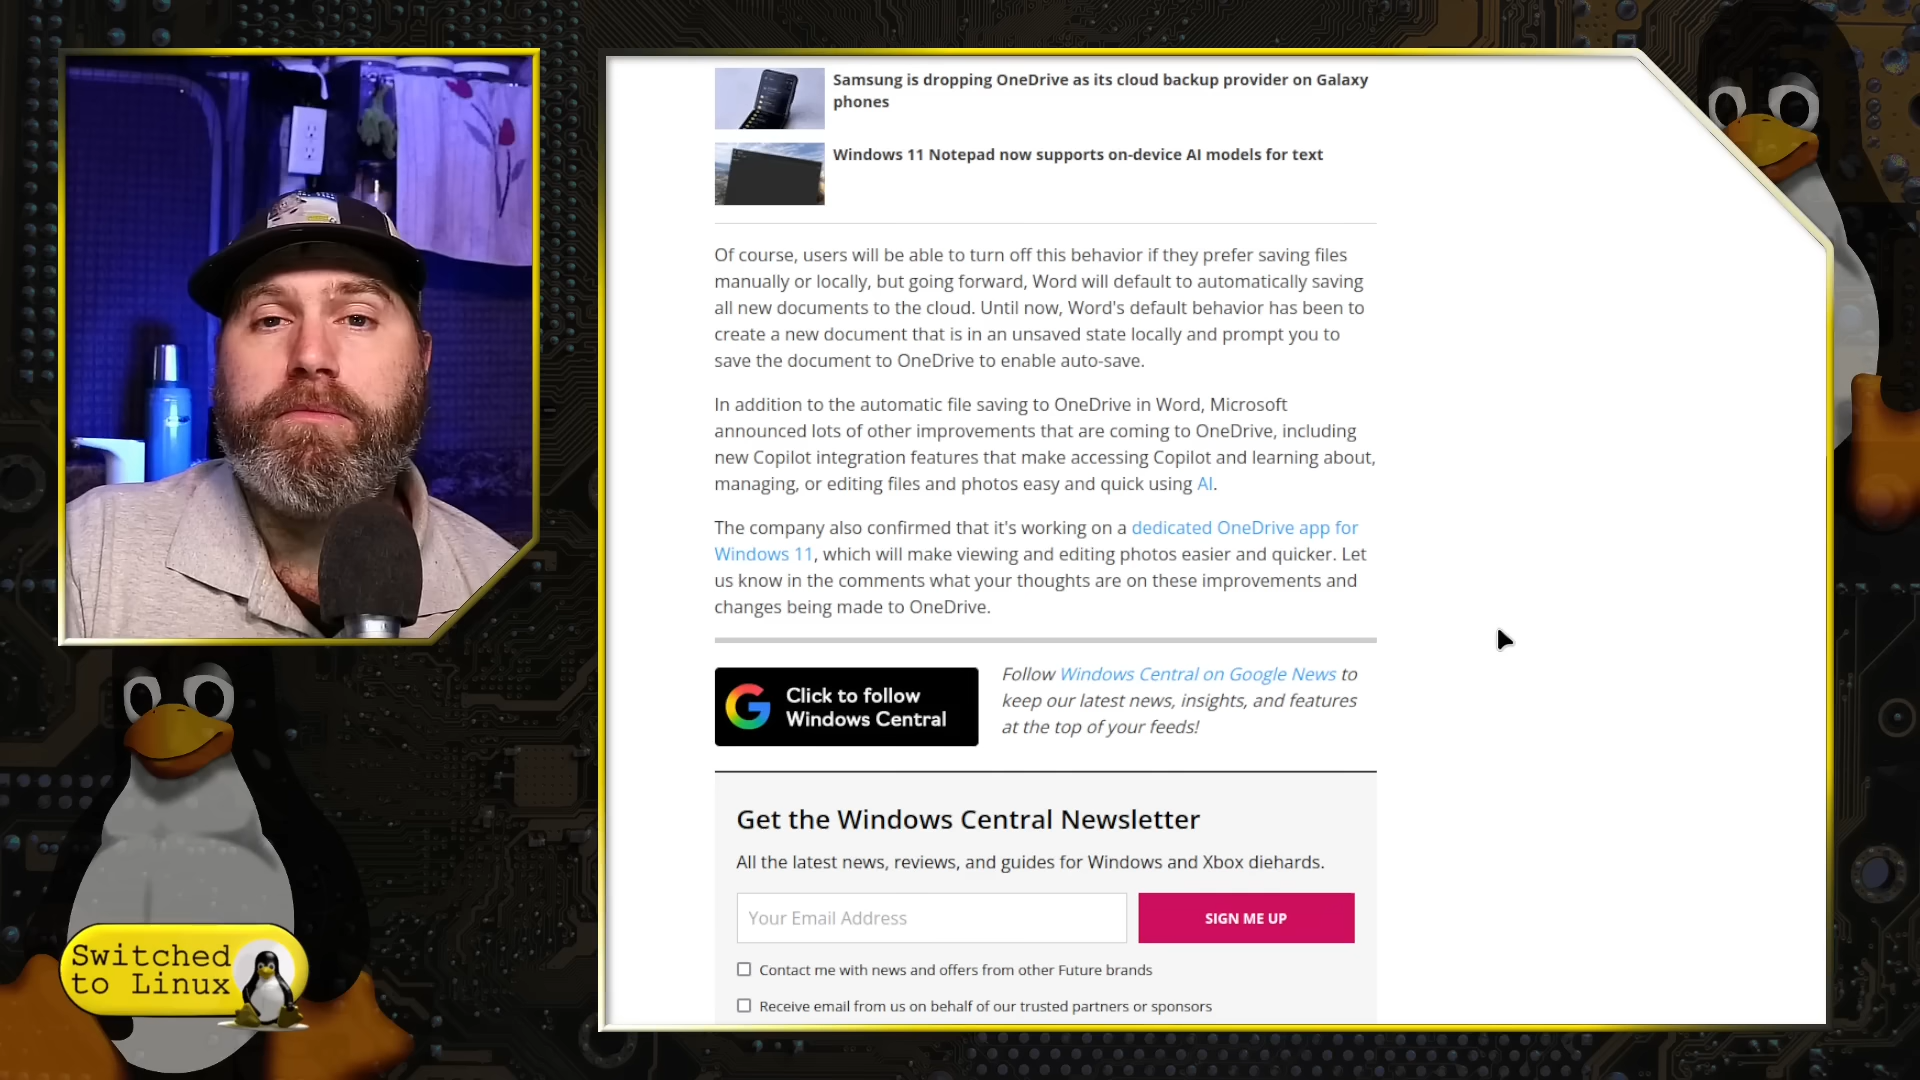 Samsung is dropping OneDrive as its cloud backup provider on Galaxy
phones
Windows 11 Notepad now supports on-device AI models for text
Of course, users will be able to turn off this behavior if they prefer saving files
manually or locally, but going forward, Word will default to automatically saving
all new documents to the cloud. Until now, Word's default behavior has been to
create a new document that is in an unsaved state locally and prompt you to
save the document to OneDrive to enable auto-save.
In addition to the automatic file saving to OneDrive in Word, Microsoft
announced lots of other improvements that are coming to OneDrive, including
new Copilot integration features that make accessing Copilot and learning about,
managing, or editing files and photos easy and quick using AI.
The company also confirmed that it's working on a dedicated OneDrive app for
Windows 11, which will make viewing and editing photos easier and quicker. Let
us know in the comments what your thoughts are on these improvements and
changes being made to OneDrive.
Click to follow
Windows Central
Follow Windows Central on Google News to
keep our latest news, insights, and features
at the top of your feeds!
Get the Windows Central Newsletter
All the latest news, reviews, and guides for Windows and Xbox diehards.
Your Email Address
SIGN ME UP
Contact me with news and offers from other Future brands
Receive email from us on behalf of our trusted partners or sponsors
Switched
to Linux